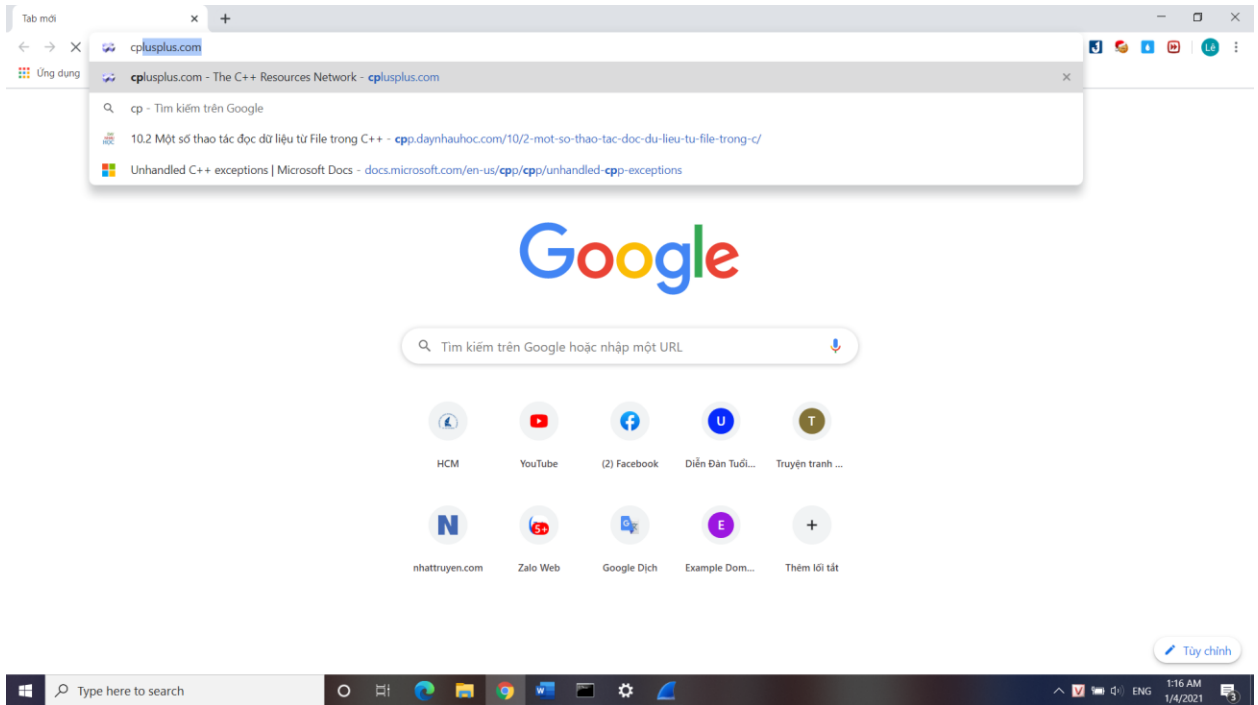 Tab mới
cplusplus.com
Lê
Ứng dụng
cplusplus.com - The C++ Resources Network - cplusplus.com
cp - Tìm kiếm trên Google
10.2 Một số thao tác đọc dữ liệu từ File trong C++ - cpp.daynhauhoc.com/10/2-mot-so-thao-tac-doc-du-lieu-tu-file-trong-c/
Unhandled C++ exceptions | Microsoft Docs - docs.microsoft.com/en-us/cpp/cpp/unhandled-cpp-exceptions
Google
Tìm kiếm trên Google hoặc nhập một URL
U T
HCM YouTube (2) Facebook Diễn Đàn Tuổi... Truyện tranh ...
N 5+ E
nhattruyen.com Zalo Web Google Dịch Example Dom... Thêm lối tắt
Tùy chỉnh
Type here to search
V ENG 1:16 AM
1/4/2021 3